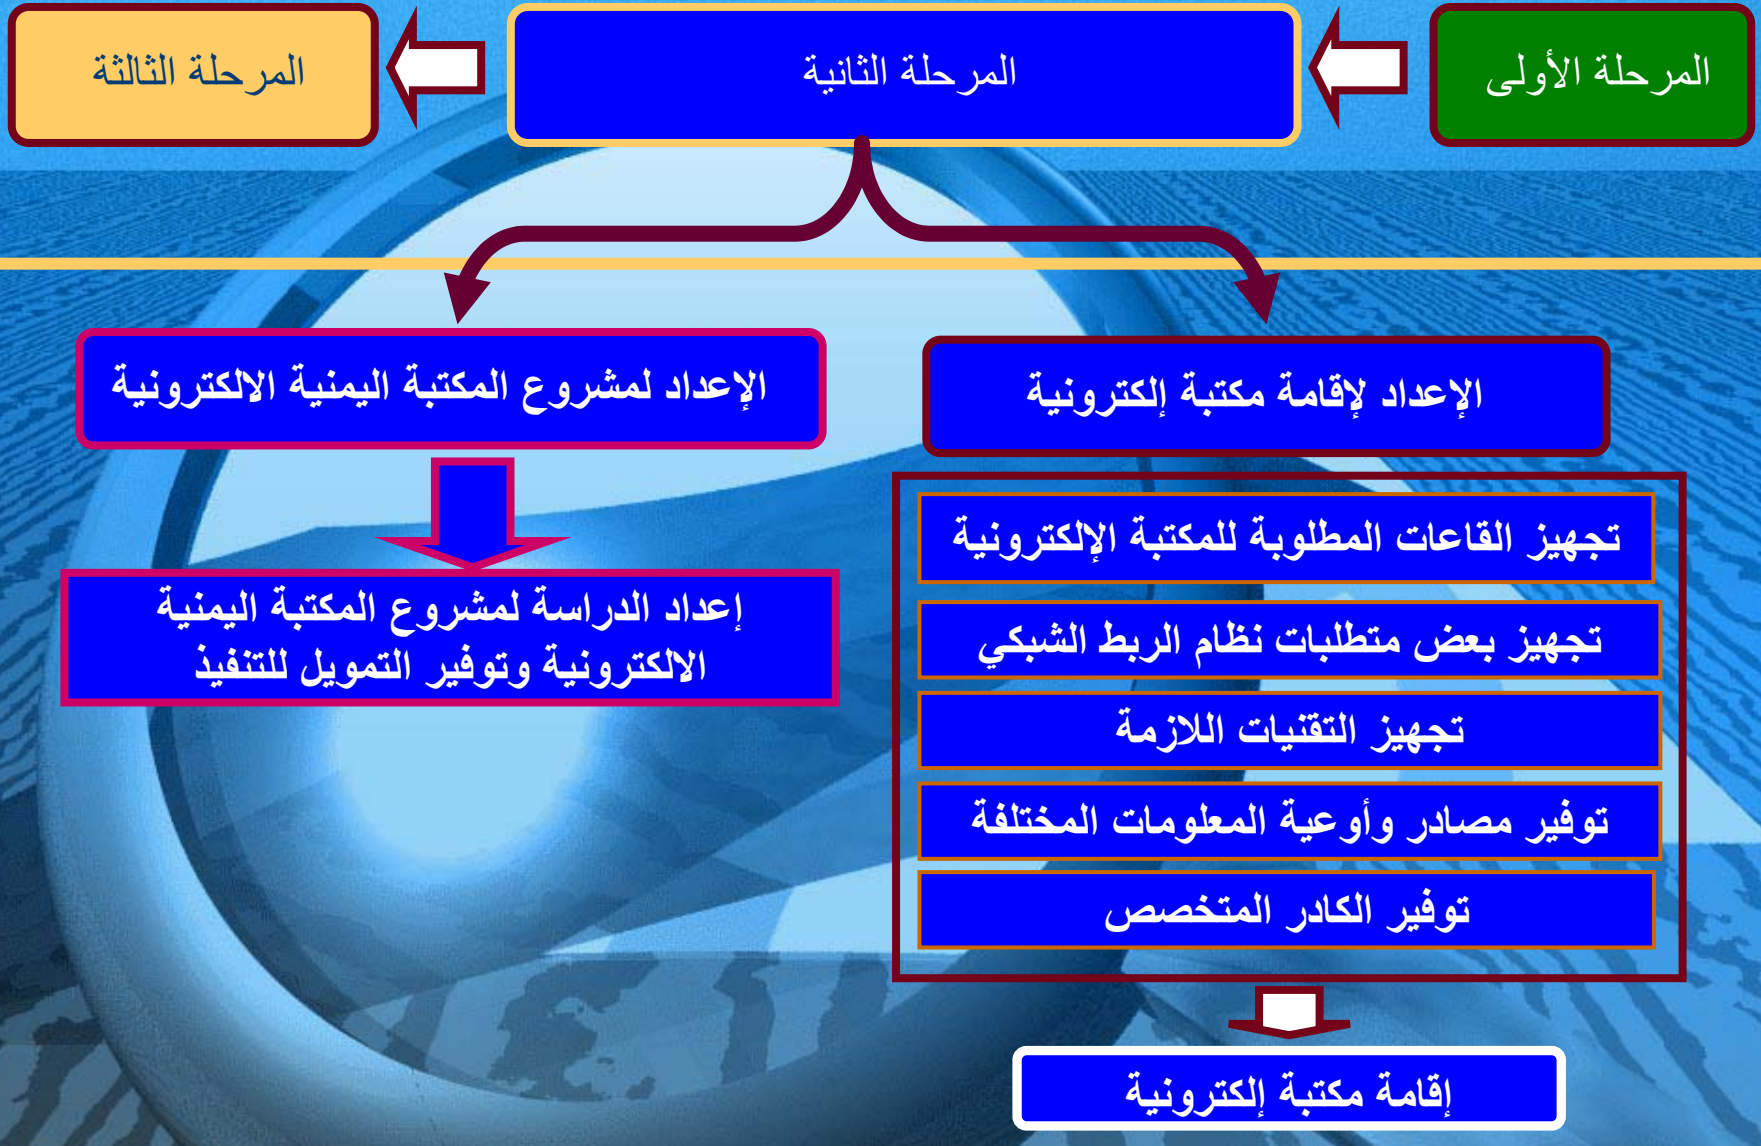 المرحلة الأولى
المرحلة الثانية
المرحلة الثالثة
الإعداد لإقامة مكتبة إلكترونية
تجهيز القاعات المطلوبة للمكتبة الإلكترونية
تجهيز بعض متطلبات نظام الربط الشبكي
تجهيز التقنيات اللازمة
توفير مصادر وأوعية المعلومات المختلفة
توفير الكادر المتخصص
إقامة مكتبة إلكترونية
الإعداد لمشروع المكتبة اليمنية الالكترونية
إعداد الدراسة لمشروع المكتبة اليمنية
الالكترونية وتوفير التمويل للتنفيذ